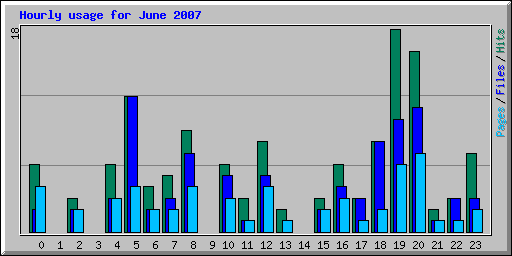 Hourly usage for June 2007
18
Pages / Files / Hits
0 1 2 3 4 5 6 7 8 9 10 11 12 13 14 15 16 17 18 19 20 21 22 23